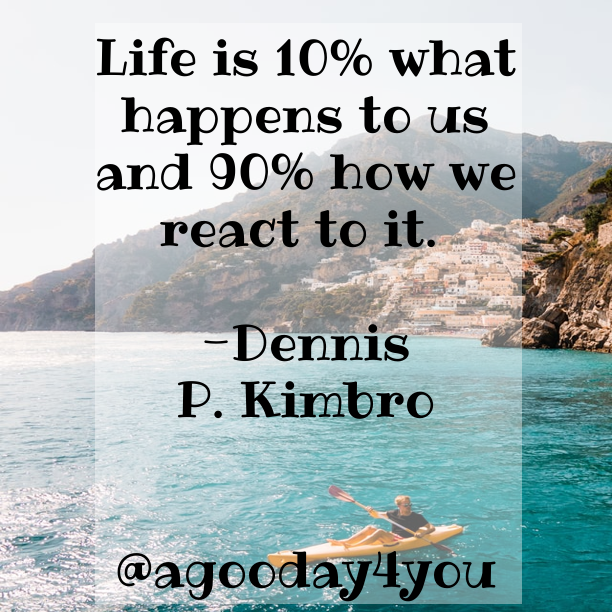 Life is 10% what
happens to us
and 90% how we
react to it.
-Dennis
P. Kimbro
@agooday4you